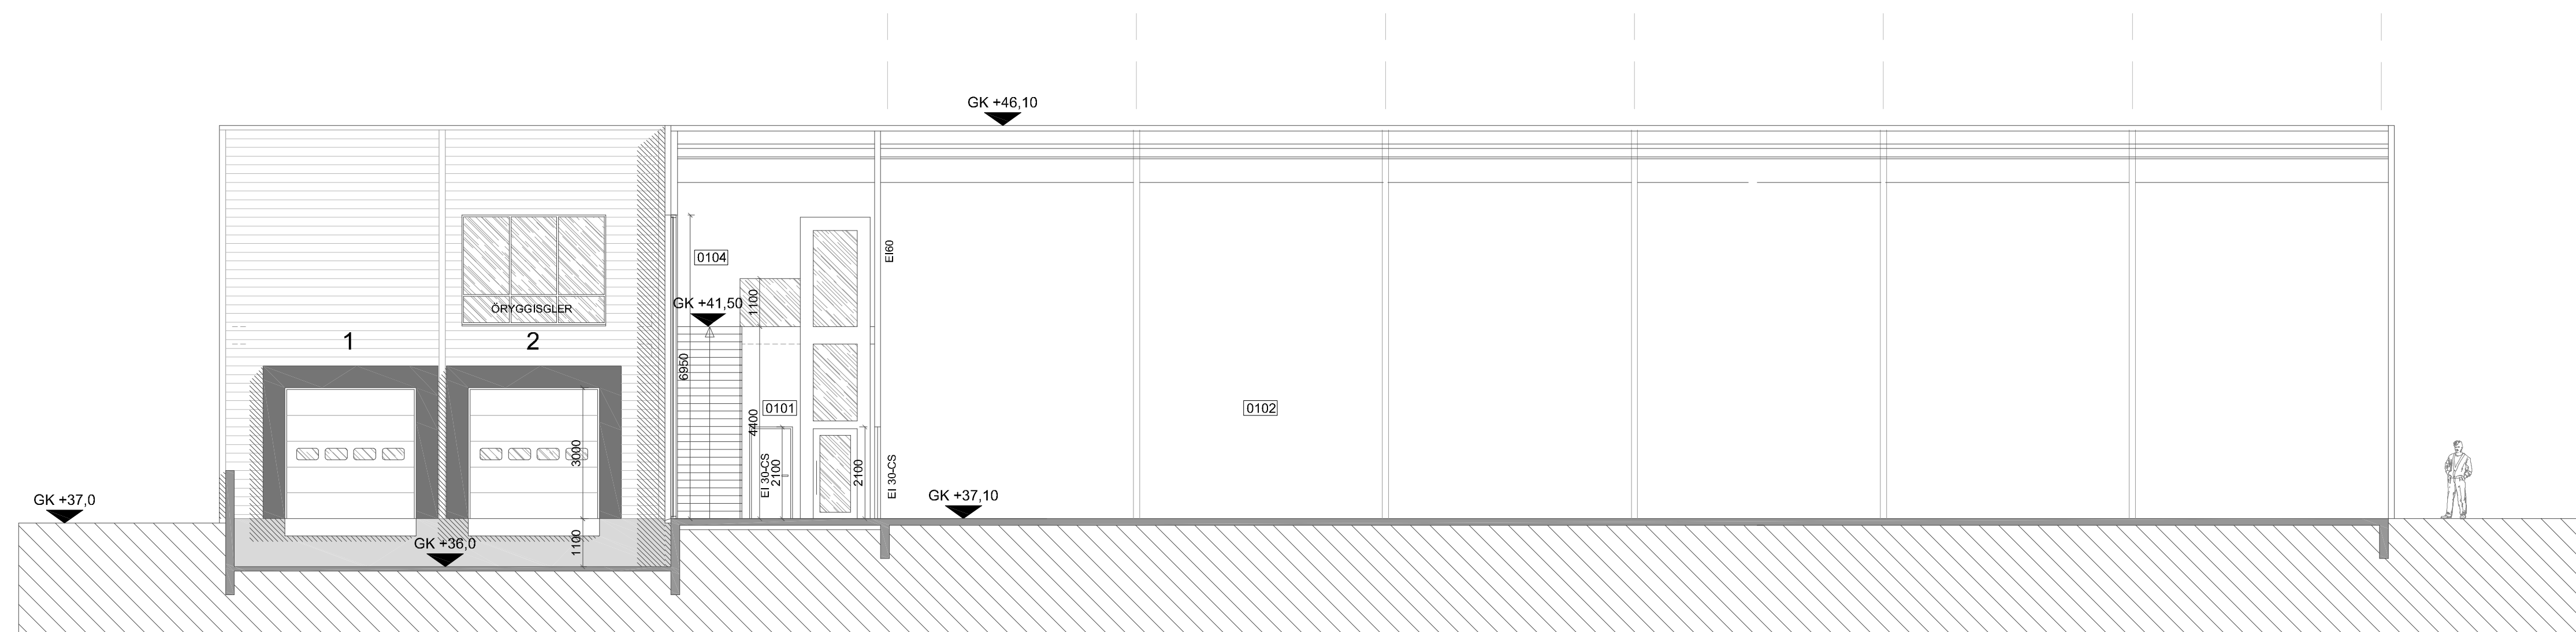 GK +46,10
EI60
0104
GK +41,50
1100
ÖRYGGISGLER
1
2
6950
0101
0102
4400
3000
EI 30-CS
2100
2100
EI 30-CS
GK +37,0
GK +37,10
GK +36,0
1100